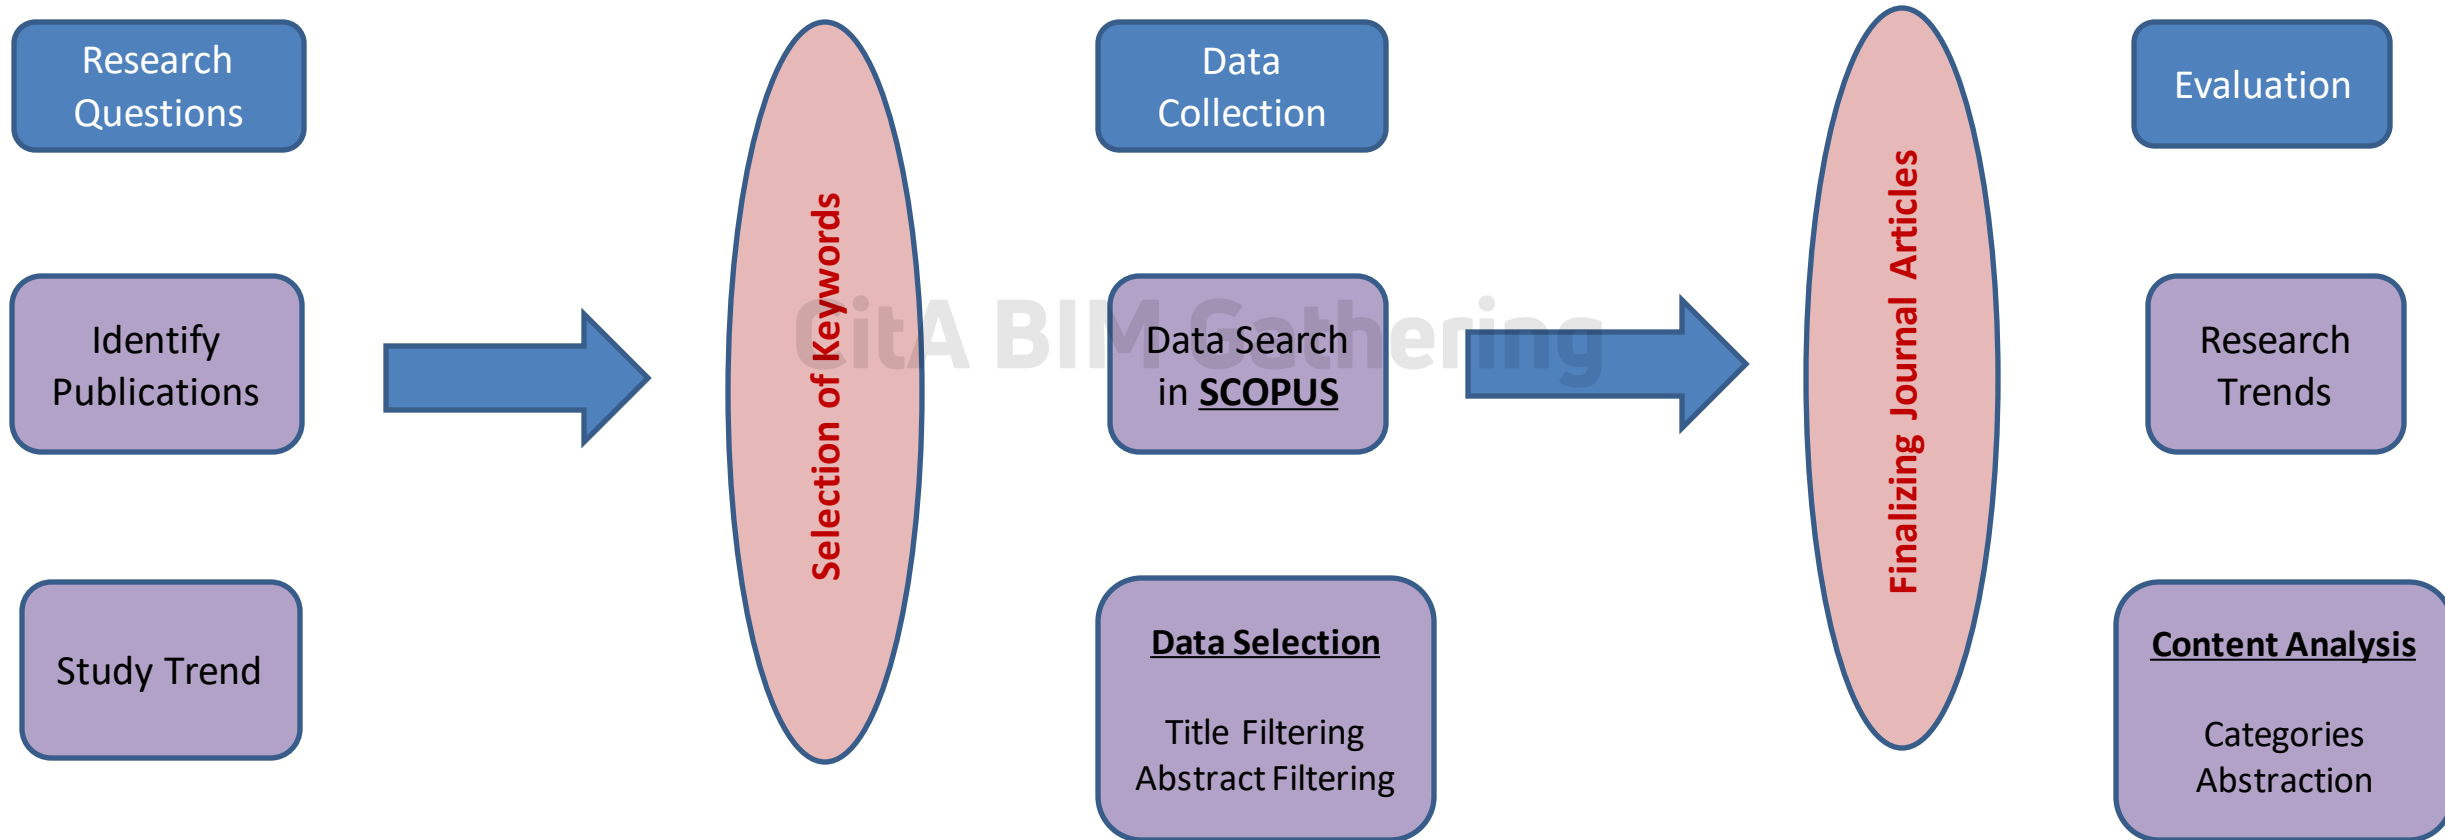 Research
Questions
Identify
Publications
Study Trend
Selection of Keywords
Data
Collection
Data Search
in SCOPUS
Data Selection
Title Filtering
Abstract Filtering
Finalizing Journal Articles
Evaluation
Research
Trends
Content Analysis
Categories
Abstraction
CitA BIM Gathering